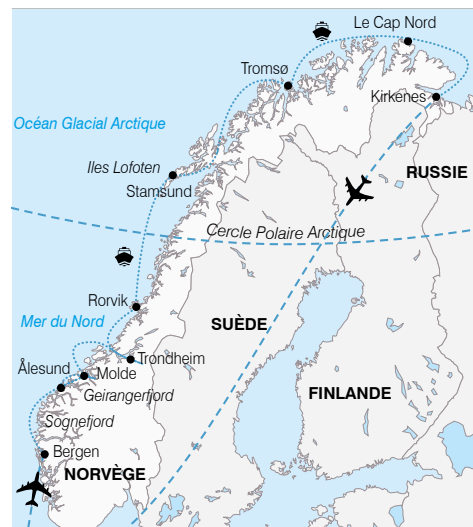 Le Cap Nord
Tromsø
Kirkenes
Océan Glacial Arctique
Iles Lofoten
Stamsund
RUSSIE
Cercle Polaire Arctique
Rorvik
Mer du Nord
SUÈDE
Trondheim
Ålesund
Molde
Geirangerfjord
FINLANDE
Sognefjord
Bergen
NORVÈGE